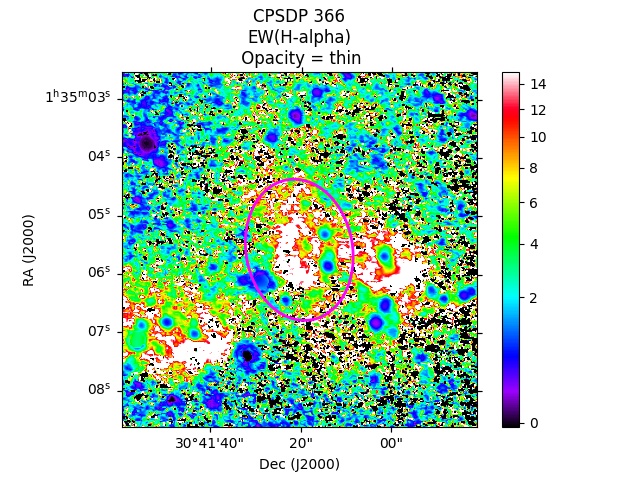 CPSDP 366
EW(H-alpha)
Opacity = thin
1ʰ35ᵐ03ˢ
04ˢ
05ˢ
06ˢ
07ˢ
08ˢ
RA (J2000)
30°41'40"
20"
00"
Dec (J2000)
14
12
10
8
6
4
2
0